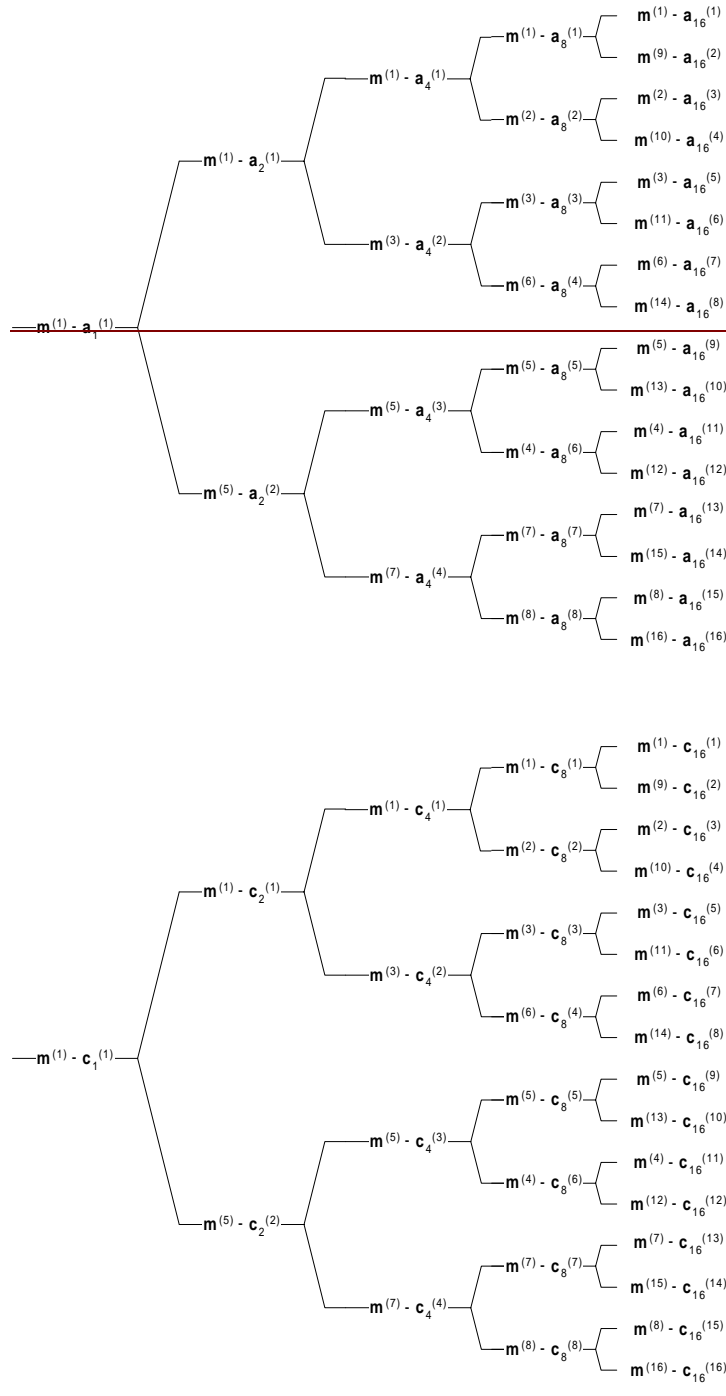 m(1) - a16(1)
m(1) - a8(1)
m(9) - a16(2)
m(1) - a4(1)
m(2) - a16(3)
m(2) - a8(2)
m(10) - a16(4)
m(1) - a2(1)
m(3) - a16(5)
m(3) - a8(3)
m(11) - a16(6)
m(3) - a4(2)
m(6) - a16(7)
m(6) - a8(4)
m(14) - a16(8)
m(1) - a1(1)
m(5) - a16(9)
m(5) - a8(5)
m(13) - a16(10)
m(5) - a4(3)
m(4) - a16(11)
m(4) - a8(6)
m(12) - a16(12)
m(5) - a2(2)
m(7) - a16(13)
m(7) - a8(7)
m(15) - a16(14)
m(7) - a4(4)
m(8) - a16(15)
m(8) - a8(8)
m(16) - a16(16)
m(1) - c16(1)
m(1) - c8(1)
m(9) - c16(2)
m(1) - c4(1)
m(2) - c16(3)
m(2) - c8(2)
m(10) - c16(4)
m(1) - c2(1)
m(3) - c16(5)
m(3) - c8(3)
m(11) - c16(6)
m(3) - c4(2)
m(6) - c16(7)
m(6) - c8(4)
m(14) - c16(8)
m(1) - c1(1)
m(5) - c16(9)
m(5) - c8(5)
m(13) - c16(10)
m(5) - c4(3)
m(4) - c16(11)
m(4) - c8(6)
m(12) - c16(12)
m(5) - c2(2)
m(7) - c16(13)
m(7) - c8(7)
m(15) - c16(14)
m(7) - c4(4)
m(8) - c16(15)
m(8) - c8(8)
m(16) - c16(16)